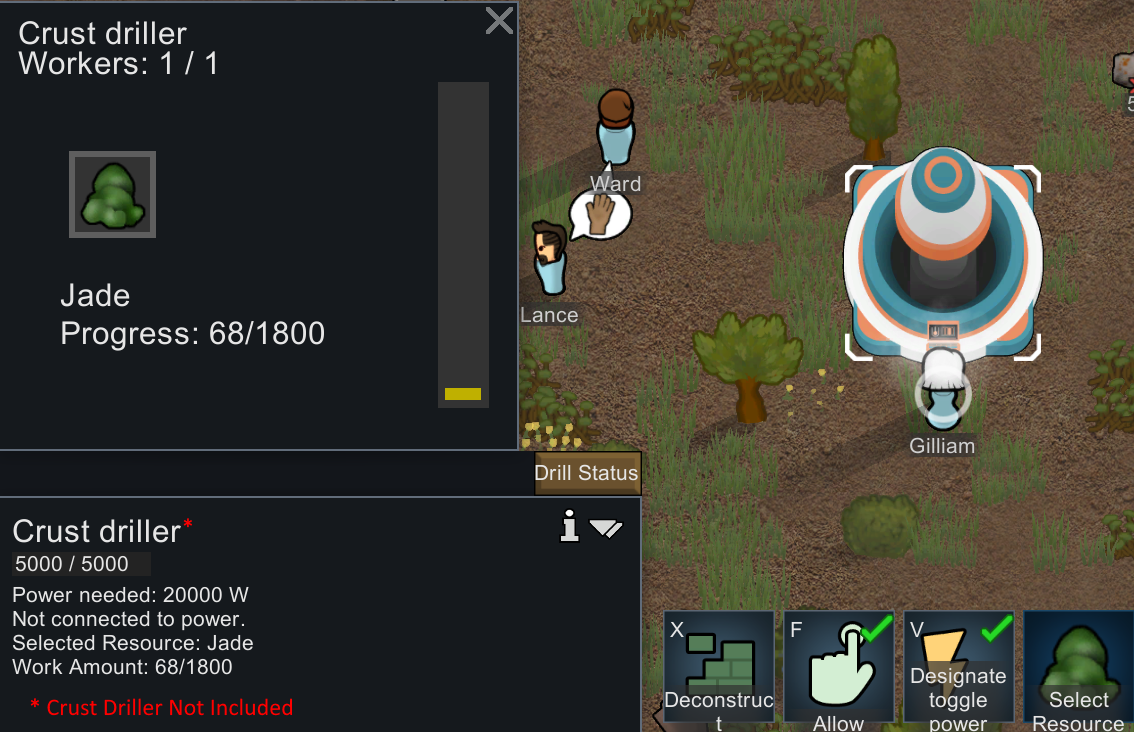 Crust driller
Workers: 1 / 1
Jade
Progress: 68/1800
Ward
Lance
Gilliam
5
Drill Status
Crust driller*
5000 / 5000
Power needed: 20000 W
Not connected to power.
Selected Resource: Jade
Work Amount: 68/1800
* Crust Driller Not Included
X
Deconstruc
t
F
Allow
V
Designate
toggle
power
Select
Resource